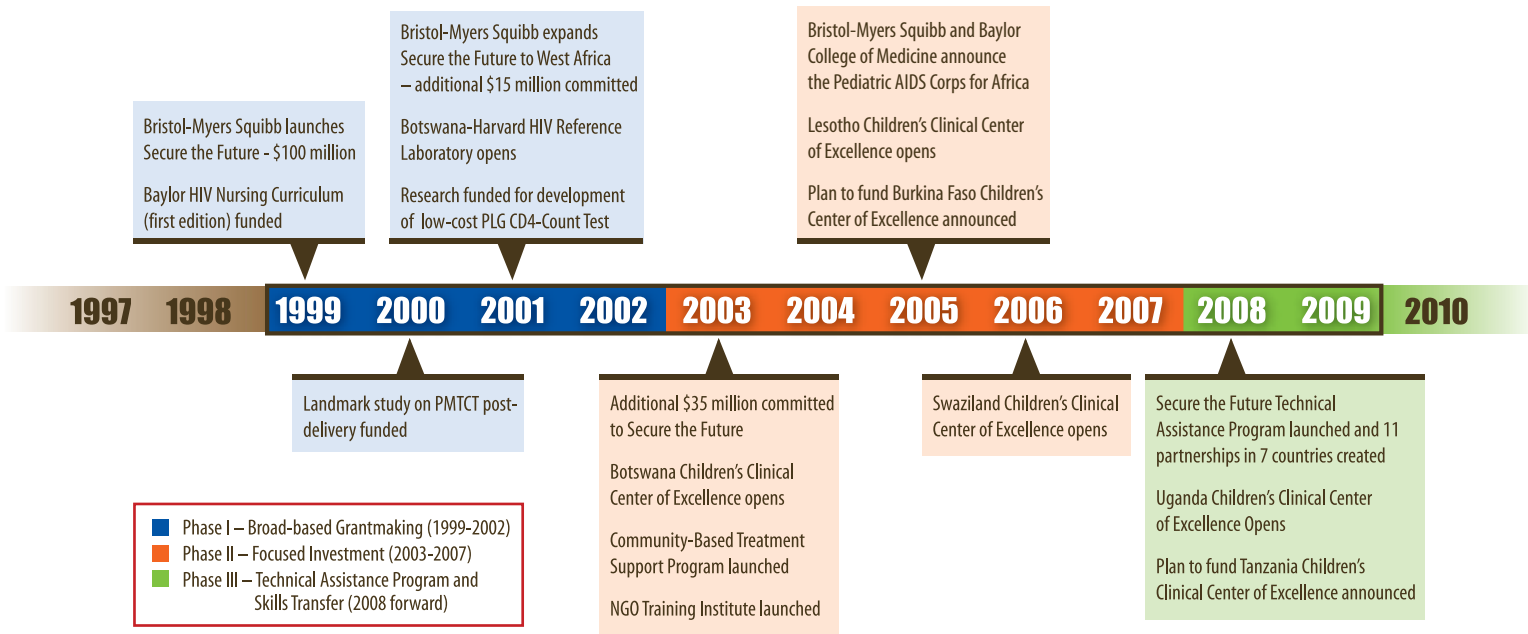 Bristol-Myers Squibb launches
Secure the Future - $100 million
Baylor HIV Nursing Curriculum
(first edition) funded
Bristol-Myers Squibb expands
Secure the Future to West Africa
– additional $15 million committed
Botswana-Harvard HIV Reference
Laboratory opens
Research funded for development
of low-cost PLG CD4-Count Test
Bristol-Myers Squibb and Baylor
College of Medicine announce
the Pediatric AIDS Corps for Africa
Lesotho Children’s Clinical Center
of Excellence opens
Plan to fund Burkina Faso Children’s
Center of Excellence announced
1997 1998 1999 2000 2001 2002 2003 2004 2005 2006 2007 2008 2009 2010
Landmark study on PMTCT post-
delivery funded
Additional $35 million committed
to Secure the Future
Botswana Children’s Clinical
Center of Excellence opens
Community-Based Treatment
Support Program launched
NGO Training Institute launched
Swaziland Children’s Clinical
Center of Excellence opens
Secure the Future Technical
Assistance Program launched and 11
partnerships in 7 countries created
Uganda Children’s Clinical Center
of Excellence Opens
Plan to fund Tanzania Children’s
Clinical Center of Excellence announced
Phase I – Broad-based Grantmaking (1999-2002)
Phase II – Focused Investment (2003-2007)
Phase III – Technical Assistance Program and
Skills Transfer (2008 forward)